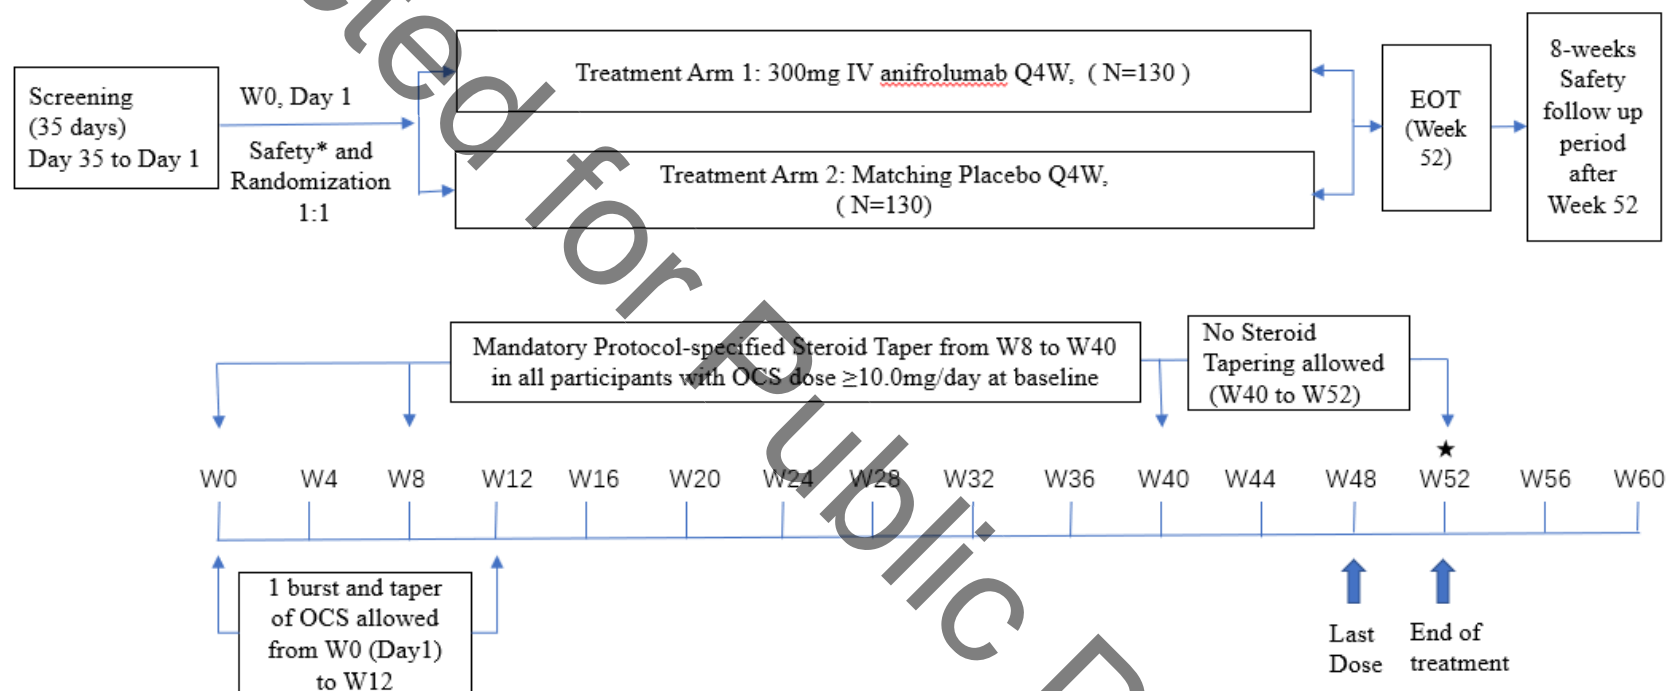 Screening
(35 days)
Day 35 to Day 1
W0, Day 1
Safety* and
Randomization
1:1
Treatment Arm 1: 300mg IV anifrolumab Q4W, ( N=130 )
Treatment Arm 2: Matching Placebo Q4W,
( N=130)
EOT
(Week
52)
8-weeks
Safety
follow up
period
after
Week 52
Mandatory Protocol-specified Steroid Taper from W8 to W40
in all participants with OCS dose ≥10.0mg/day at baseline
No Steroid
Tapering allowed
(W40 to W52)
★
W0 W4 W8 W12 W16 W20 W24 W28 W32 W36 W40 W44 W48 W52 W56 W60
1 burst and taper
of OCS allowed
from W0 (Day1)
to W12
Last
Dose
End of
treatment
cted for Public D